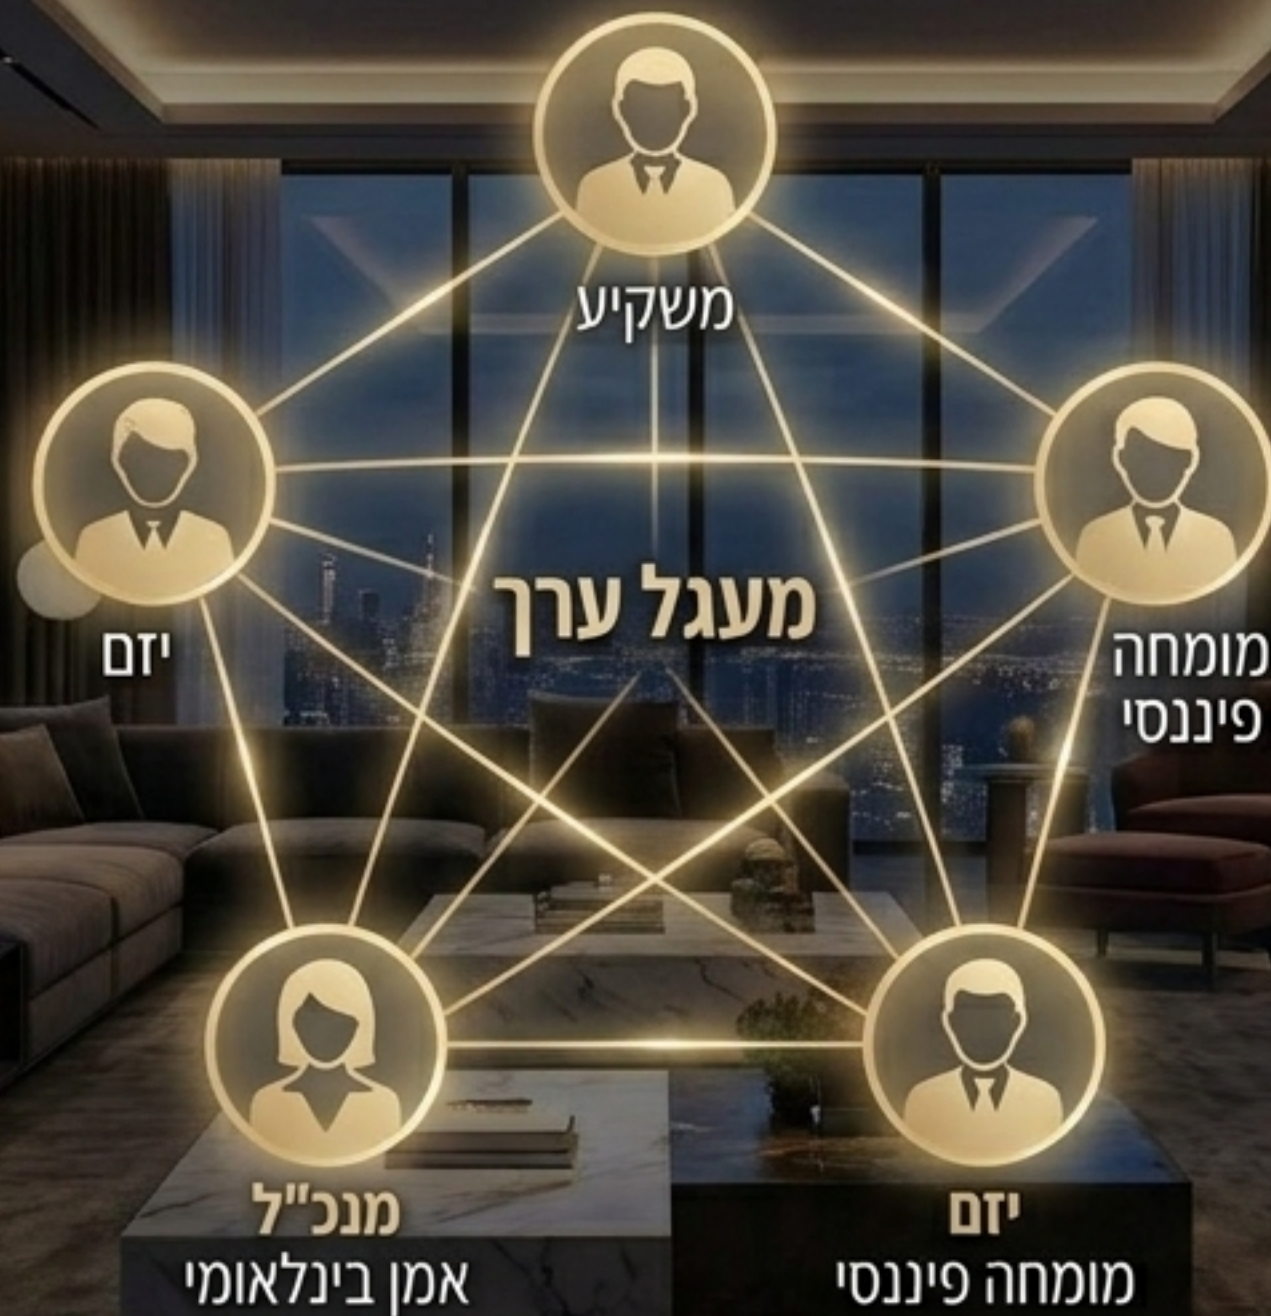 משקיע
יזם
מומחה
פיננסי
מעגל ערך
מנכ"ל
אמן בינלאומי
יזם
מומחה פיננסי